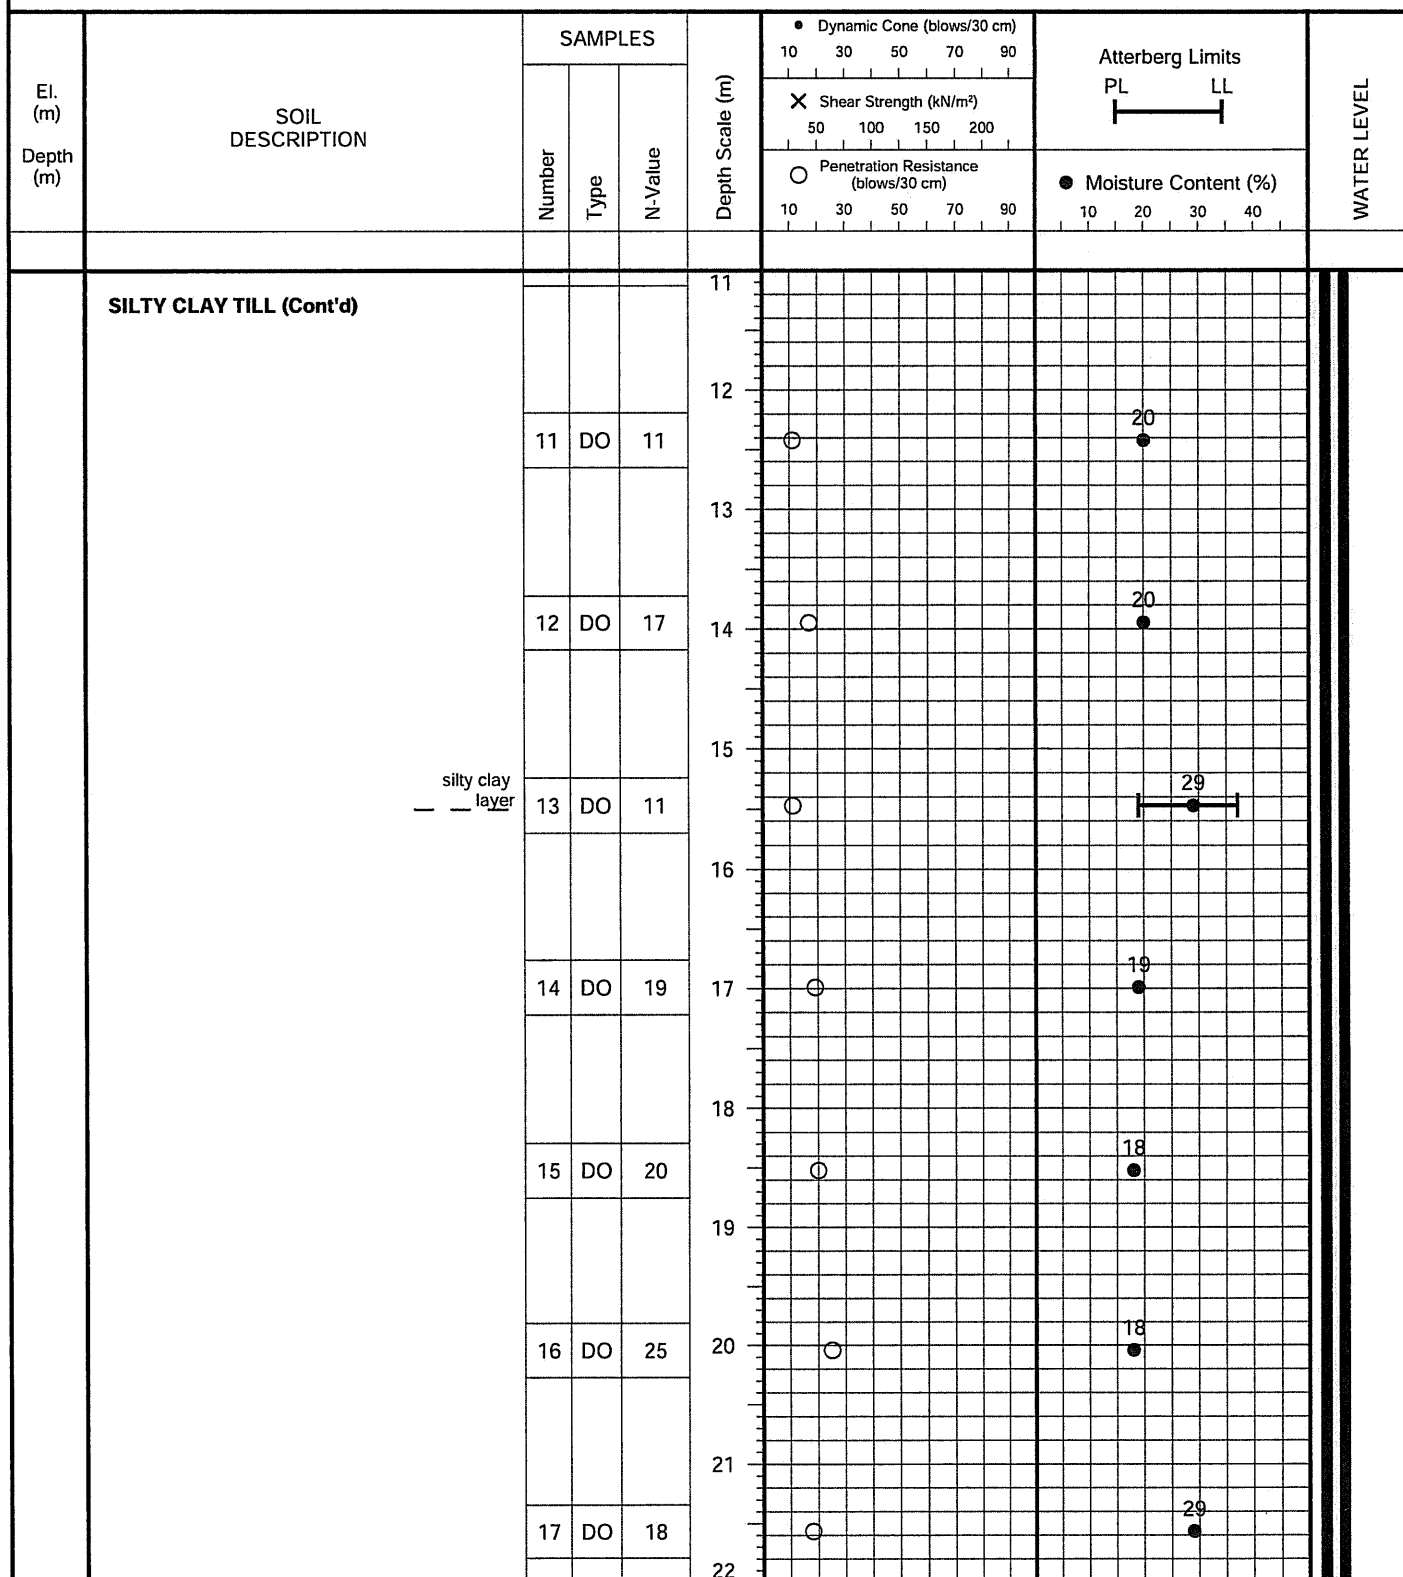 El.
(m)
Depth
(m)
SOIL
DESCRIPTION
SAMPLES
Number
Type
N-Value
Depth Scale (m)
Dynamic Cone (blows/30 cm)
10 30 50 70 90
Shear Strength (kN/m²)
50 100 150 200
Penetration Resistance
(blows/30 cm)
10 30 50 70 90
Atterberg Limits
PL LL
Moisture Content (%)
10 20 30 40
WATER LEVEL
SILTY CLAY TILL (Cont'd)
11
12
20
11 DO 11
13
20
12 DO 17
14
15
silty clay
layer
29
13 DO 11
16
19
14 DO 19
17
18
18
15 DO 20
19
18
16 DO 25
20
21
29
17 DO 18
22